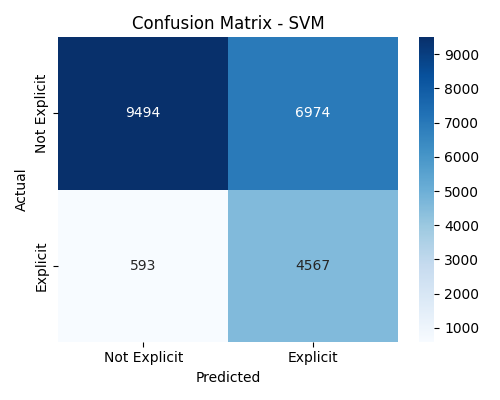 Confusion Matrix - SVM
Actual
Not Explicit
Explicit
9494
6974
593
4567
Not Explicit
Explicit
Predicted
9000
8000
7000
6000
5000
4000
3000
2000
1000